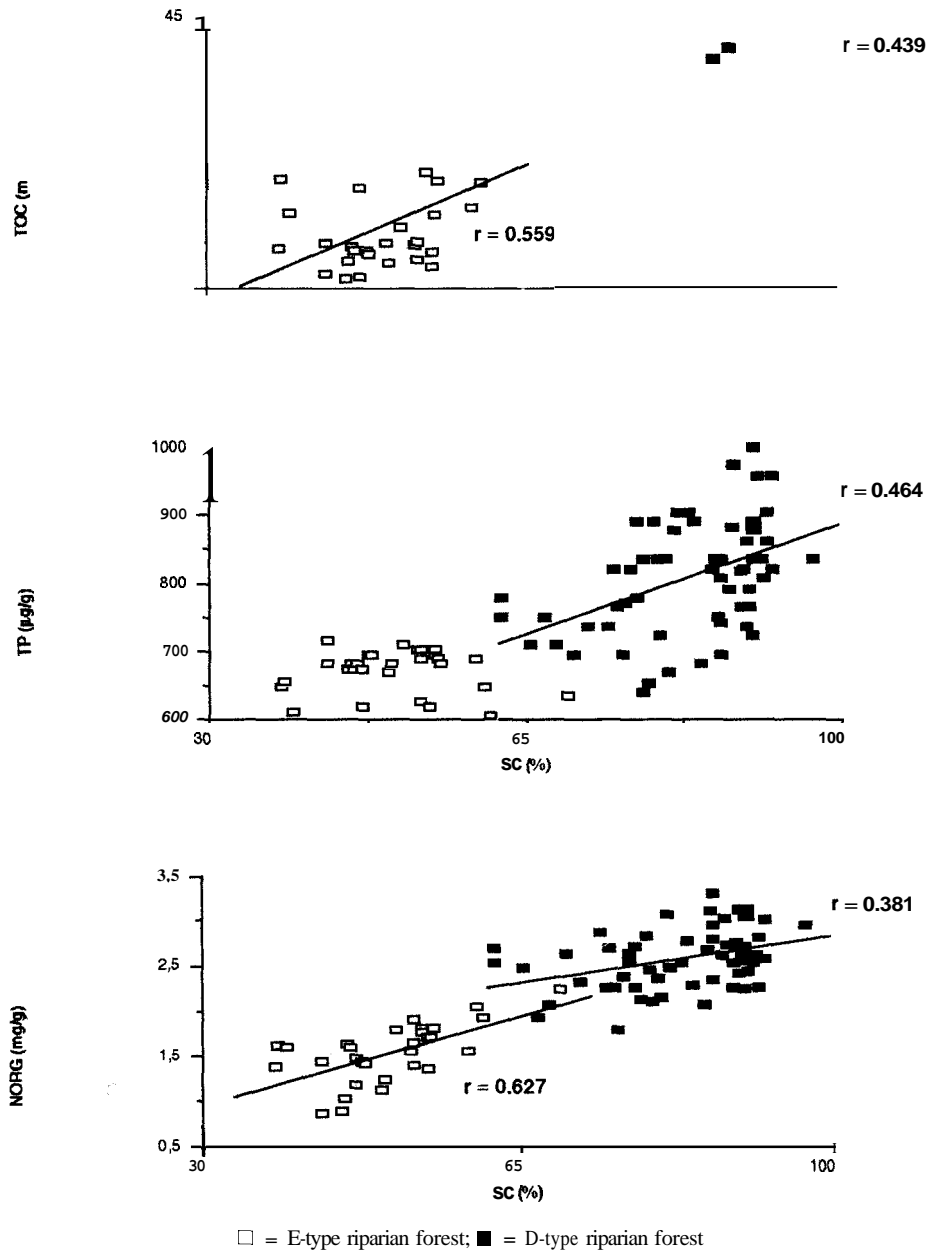 45
r = 0.439
TOC (m
r = 0.559
1000
900
800
700
600
TP (µg/g)
r = 0.464
30
65
100
SC (%)
3,5
2,5
1,5
0,5
NORG (mg/g)
r = 0.381
r = 0.627
30
65
100
SC (%)
□ = E-type riparian forest; ■ = D-type riparian forest